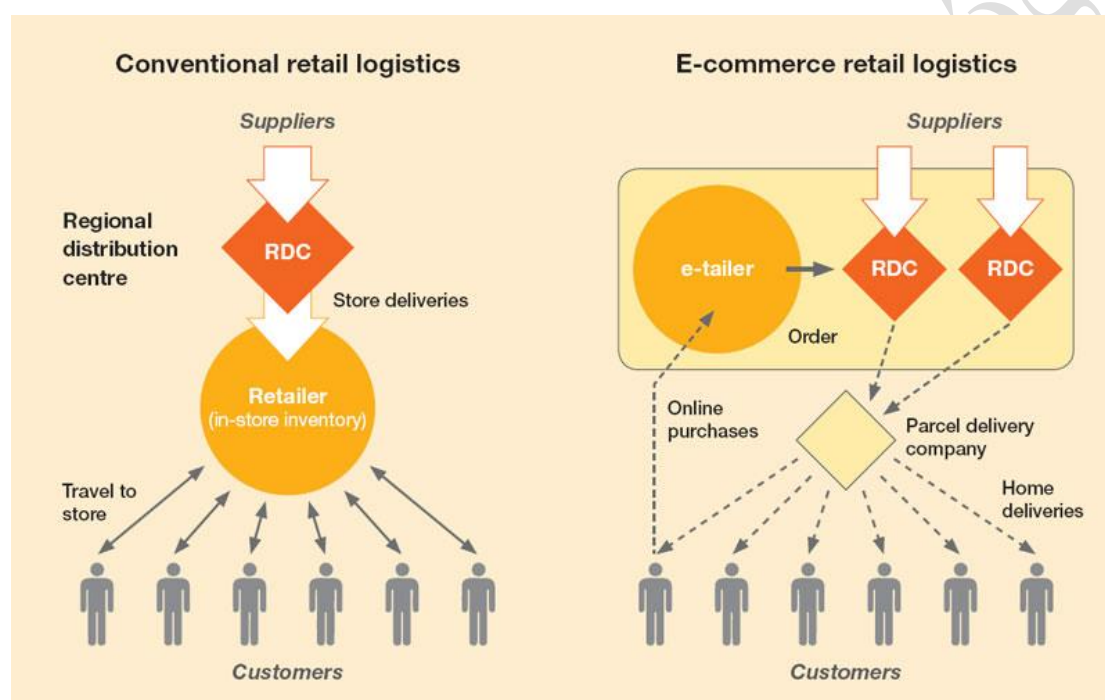 Conventional retail logistics
Suppliers
Regional
distribution
centre
RDC
Store deliveries
Retailer
(in-store inventory)
Travel to
store
Customers
E-commerce retail logistics
Suppliers
e-tailer
RDC
RDC
Order
Online
purchases
Parcel delivery
company
Home
deliveries
Customers